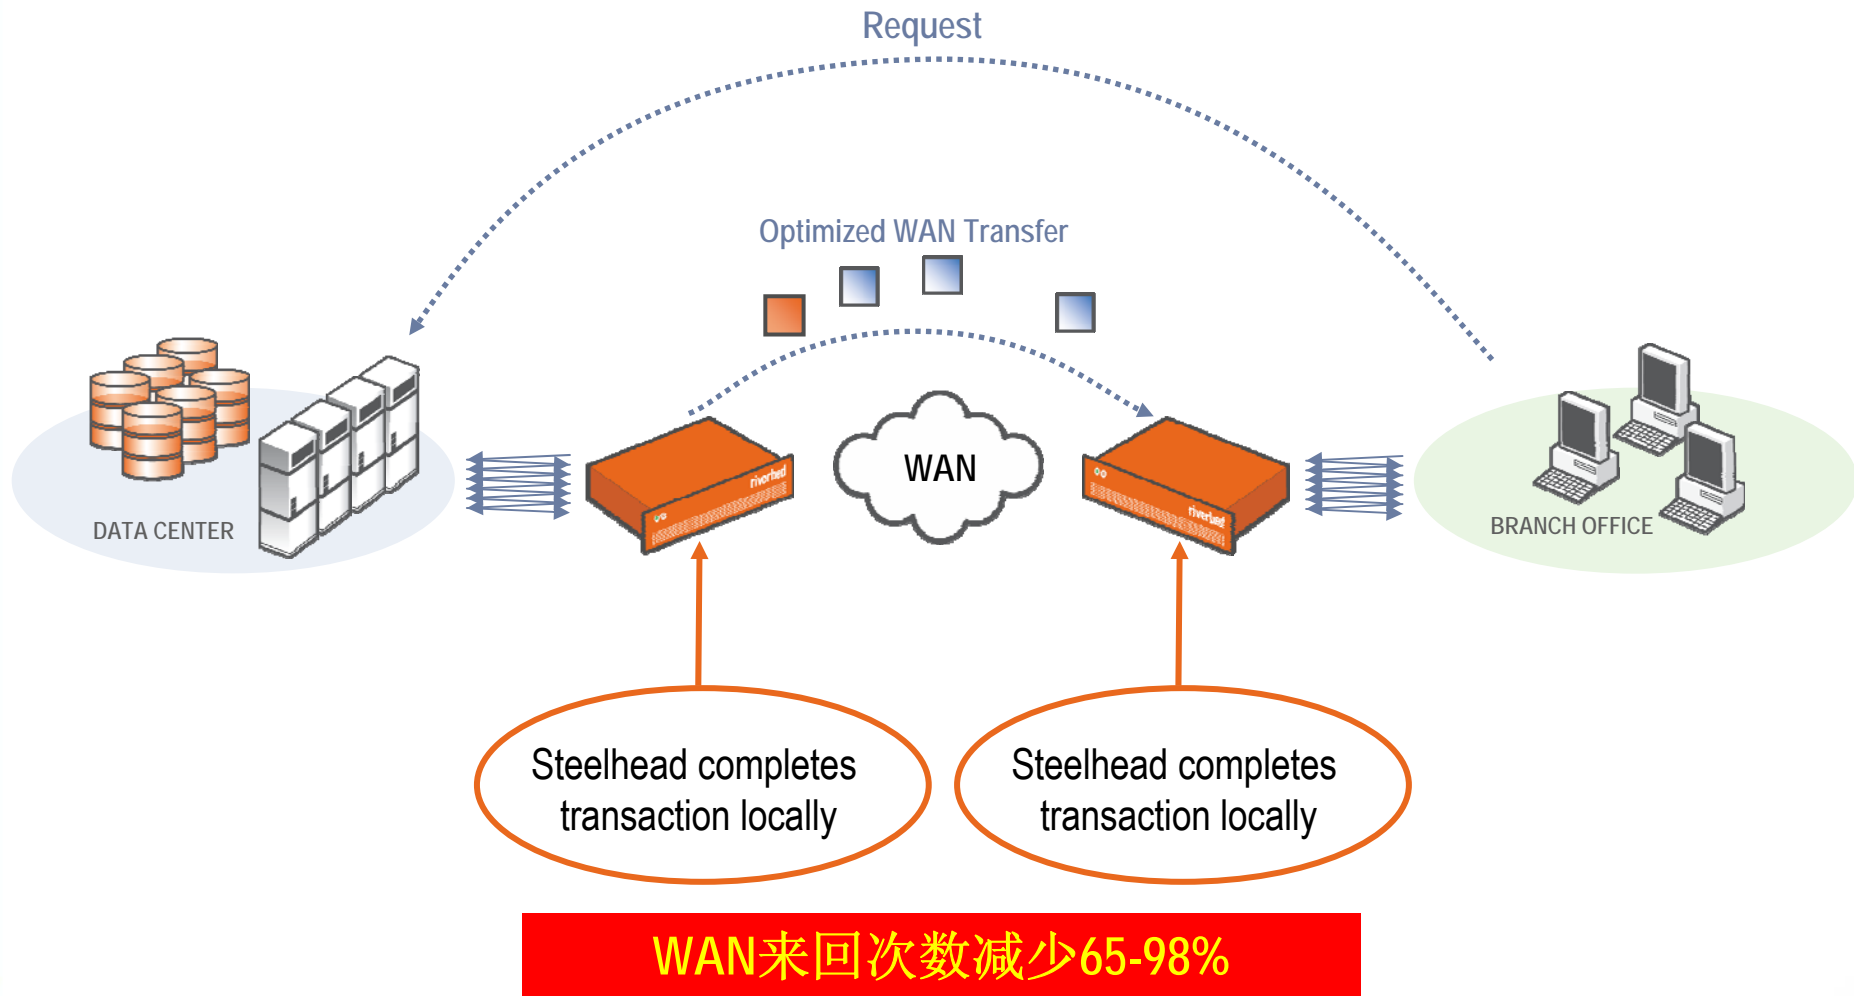 Request
Optimized WAN Transfer
WAN
riverbed
riverbed
DATA CENTER
BRANCH OFFICE
Steelhead completes
transaction locally
Steelhead completes
transaction locally
WAN来回次数减少65-98%